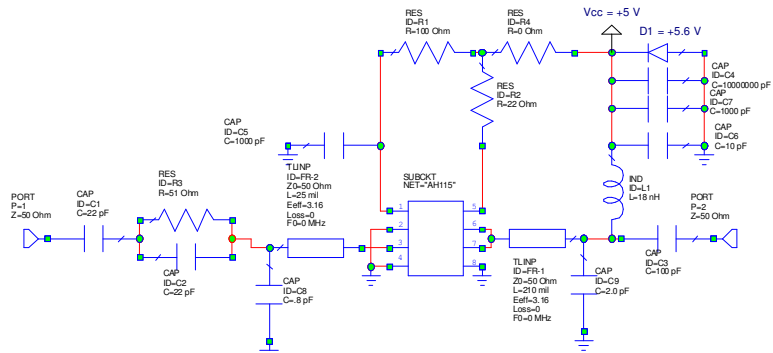 RES
ID=R1
R=100 Ohm
RES
ID=R4
R=0 Ohm
Vcc = +5 V
D1 = +5.6 V
CAP
ID=C4
C=10000000 pF
CAP
ID=C7
C=1000 pF
CAP
ID=C6
C=10 pF
RES
ID=R2
R=22 Ohm
CAP
ID=C5
C=1000 pF
TLINP
ID=FR-2
Z0=50 Ohm
L=25 mil
Eeff=3.16
Loss=0
F0=0 MHz
SUBCKT
NET="AH115"
IND
ID=L1
L=18 nH
PORT
P=1
Z=50 Ohm
CAP
ID=C1
C=22 pF
RES
ID=R3
R=51 Ohm
CAP
ID=C2
C=22 pF
CAP
ID=C8
C=.8 pF
1
2
3
4
5
6
7
8
TLINP
ID=FR-1
Z0=50 Ohm
L=210 mil
Eeff=3.16
Loss=0
F0=0 MHz
CAP
ID=C9
C=2.0 pF
CAP
ID=C3
C=100 pF
PORT
P=2
Z=50 Ohm